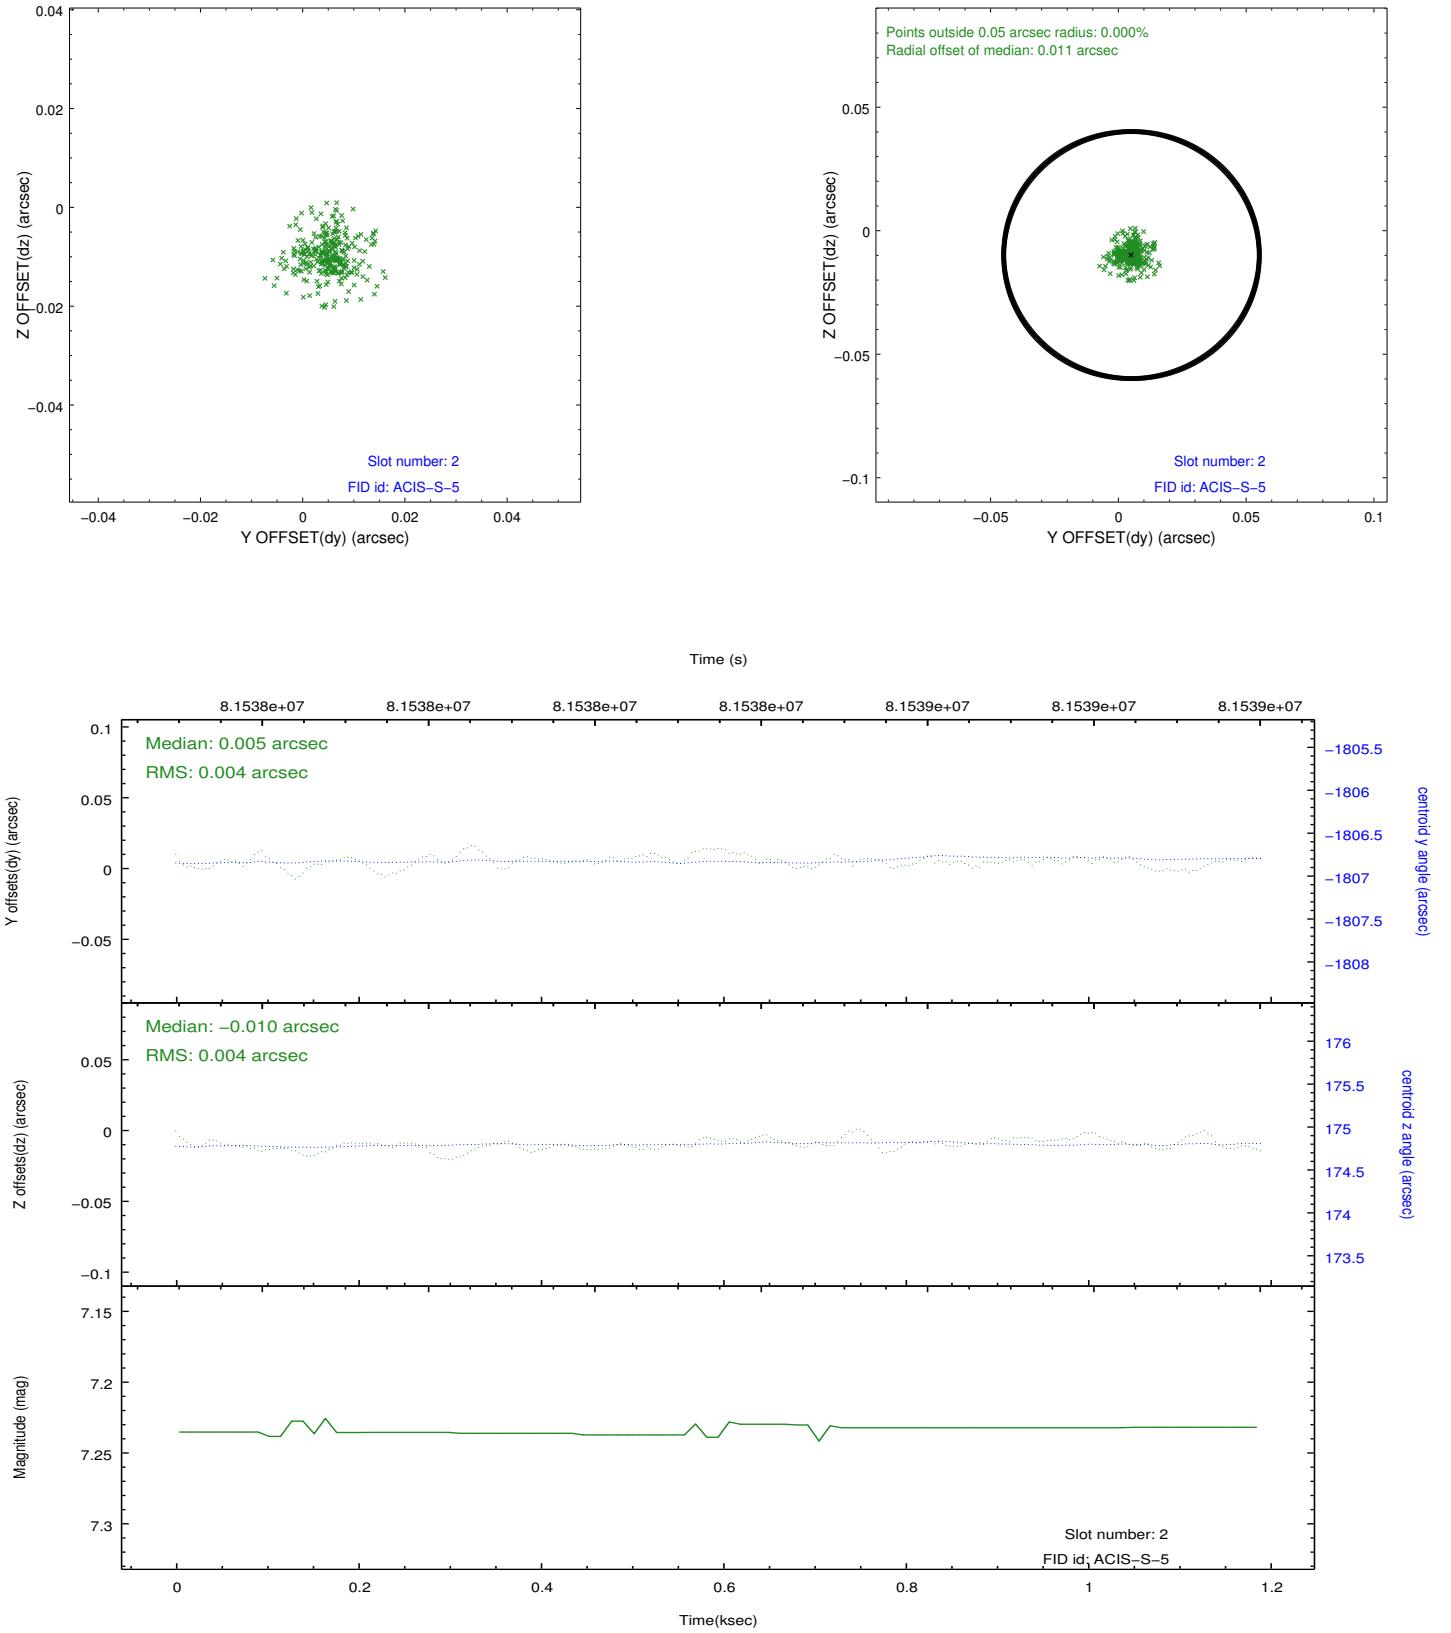 0.04
0.02
0
−0.02
−0.04
Z OFFSET(dz) (arcsec)
Slot number: 2
FID id: ACIS−S−5
−0.04 −0.02 0 0.02 0.04
Y OFFSET(dy) (arcsec)
Points outside 0.05 arcsec radius: 0.000%
Radial offset of median: 0.011 arcsec
0.05
0
−0.05
−0.1
Z OFFSET(dz) (arcsec)
Slot number: 2
FID id: ACIS−S−5
−0.05 0 0.05 0.1
Y OFFSET(dy) (arcsec)
Time (s)
8.1538e+07 8.1538e+07 8.1538e+07 8.1538e+07 8.1539e+07 8.1539e+07 8.1539e+07
Median: 0.005 arcsec
RMS: 0.004 arcsec
0.1
0.05
0
−0.05
Y offsets(dy) (arcsec)
−1805.5
−1806
−1806.5
−1807
−1807.5
−1808
centroid y angle (arcsec)
Median: −0.010 arcsec
RMS: 0.004 arcsec
0.05
0
−0.05
−0.1
Z offsets(dz) (arcsec)
176
175.5
175
174.5
174
173.5
centroid z angle (arcsec)
7.15
7.2
7.25
7.3
Magnitude (mag)
Slot number: 2
FID id: ACIS−S−5
0 0.2 0.4 0.6 0.8 1 1.2
Time(ksec)